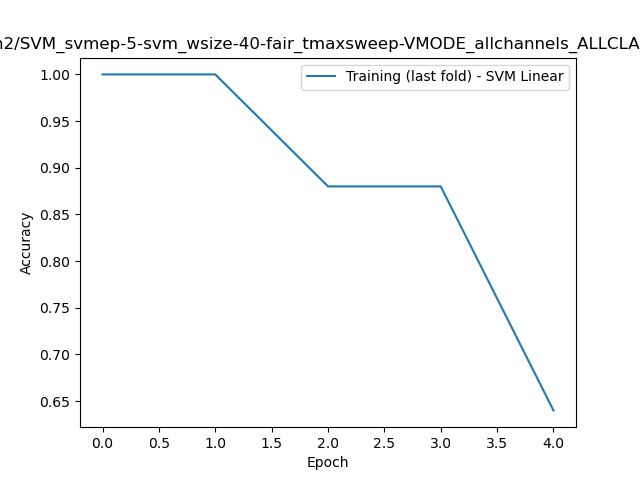 n2/SVM_svmep-5-svm_wsize-40-fair_tmaxsweep-VMODE_allchannels_ALLCLA
Training (last fold) - SVM Linear
1.00
0.95
0.90
0.85
0.80
0.75
0.70
0.65
Accuracy
0.0 0.5 1.0 1.5 2.0 2.5 3.0 3.5 4.0
Epoch